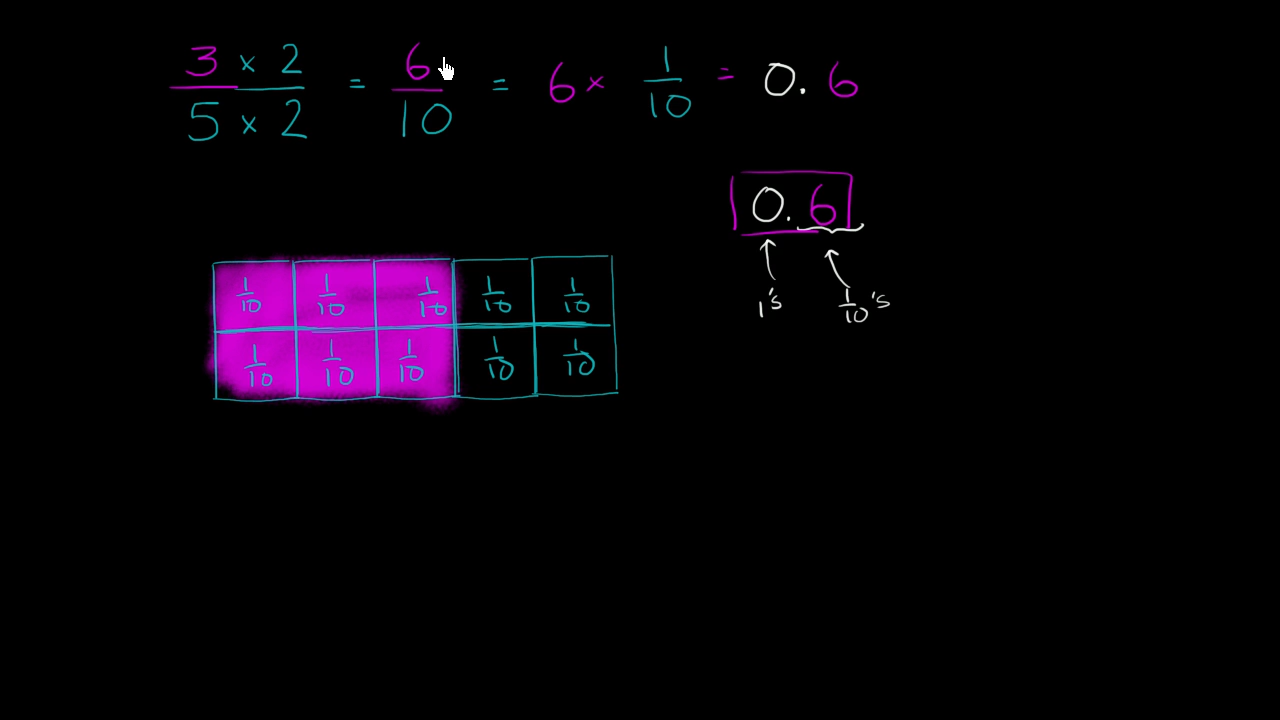 3 × 2 / 5 × 2 = 6 / 10 = 6 × 1 / 10 = 0.6
0.6
1's 1/10's
1/10 1/10 1/10 1/10 1/10
1/10 1/10 1/10 1/10 1/10